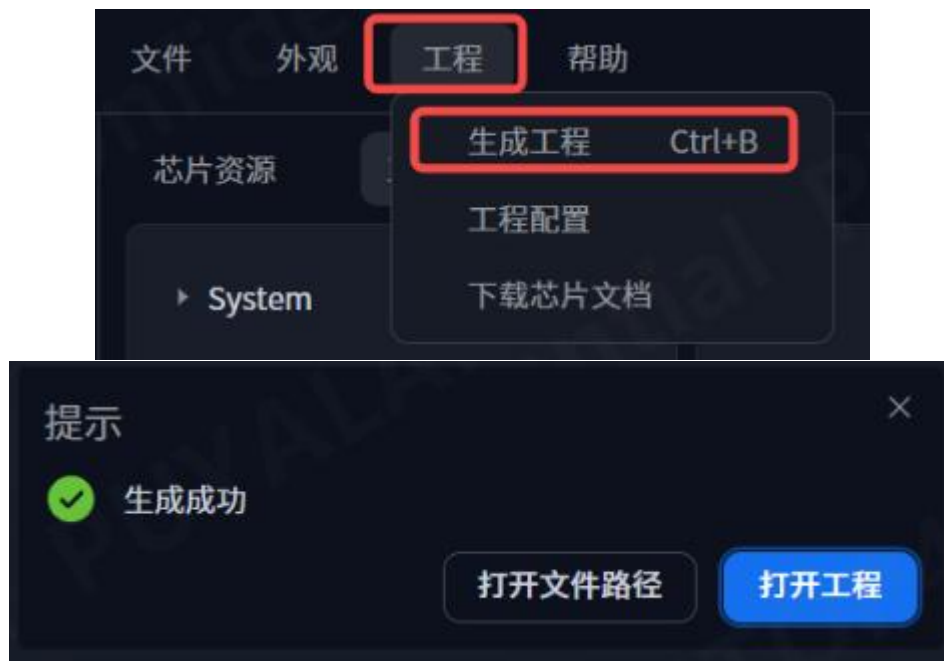 文件 外观 工程 帮助
生成工程 Ctrl+B
芯片资源
工程配置
System
下载芯片文档
提示
生成成功
打开文件路径 打开工程